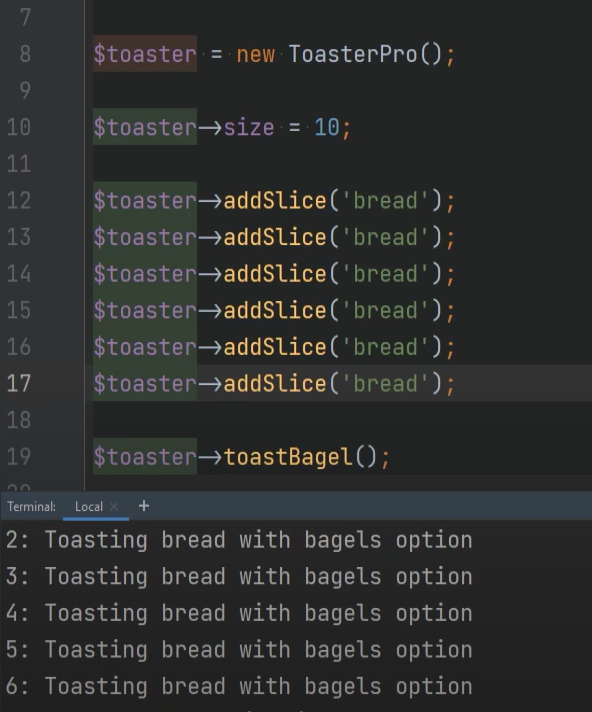 7
8 $toaster = new ToasterPro();
9
10 $toaster->size = 10;
11
12 $toaster->addSlice('bread');
13 $toaster->addSlice('bread');
14 $toaster->addSlice('bread');
15 $toaster->addSlice('bread');
16 $toaster->addSlice('bread');
17 $toaster->addSlice('bread');
18
19 $toaster->toastBagel();
Terminal: Local × +
2: Toasting bread with bagels option
3: Toasting bread with bagels option
4: Toasting bread with bagels option
5: Toasting bread with bagels option
6: Toasting bread with bagels option